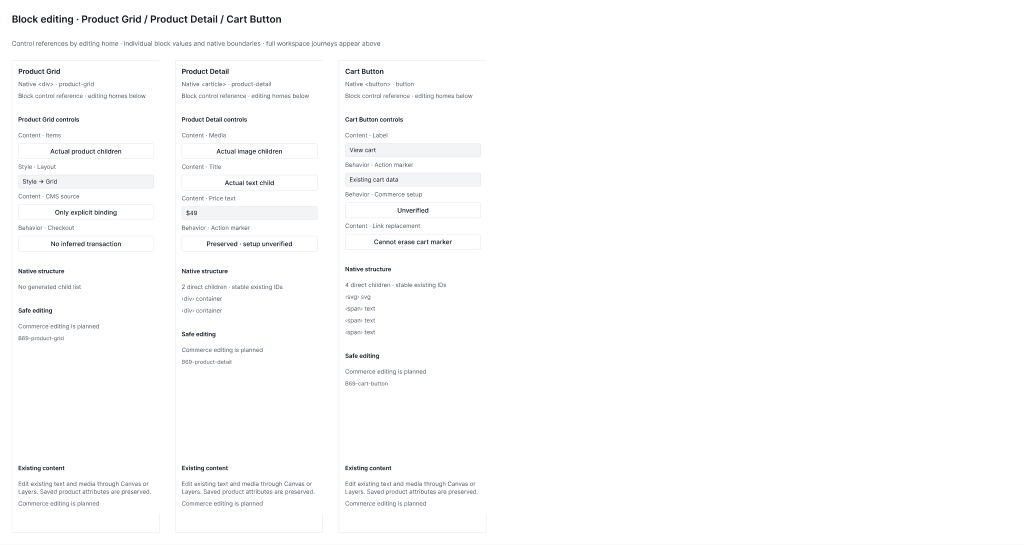 Block editing · Product Grid / Product Detail / Cart Button
Control references by editing home · individual block values and native boundaries · full workspace journeys appear above
Product Grid
Native <div> · product-grid
Block control reference · editing homes below
Product Grid controls
Content · Items
Actual product children
Style · Layout
Style → Grid
Content · CMS source
Only explicit binding
Behavior · Checkout
No inferred transaction
Native structure
No generated child list
Safe editing
Commerce editing is planned
B69-product-grid
Existing content
Edit existing text and media through Canvas or
Layers. Saved product attributes are preserved.
Commerce editing is planned
Product Detail
Native <article> · product-detail
Block control reference · editing homes below
Product Detail controls
Content · Media
Actual image children
Content · Title
Actual text child
Content · Price text
$49
Behavior · Action marker
Preserved · setup unverified
Native structure
2 direct children · stable existing IDs
‹div› container
‹div› container
Safe editing
Commerce editing is planned
B69-product-detail
Existing content
Edit existing text and media through Canvas or
Layers. Saved product attributes are preserved.
Commerce editing is planned
Cart Button
Native <button> · button
Block control reference · editing homes below
Cart Button controls
Content · Label
View cart
Behavior · Action marker
Existing cart data
Behavior · Commerce setup
Unverified
Content · Link replacement
Cannot erase cart marker
Native structure
4 direct children · stable existing IDs
‹svg› svg
‹span› text
‹span› text
‹span› text
Safe editing
Commerce editing is planned
B69-cart-button
Existing content
Edit existing text and media through Canvas or
Layers. Saved product attributes are preserved.
Commerce editing is planned